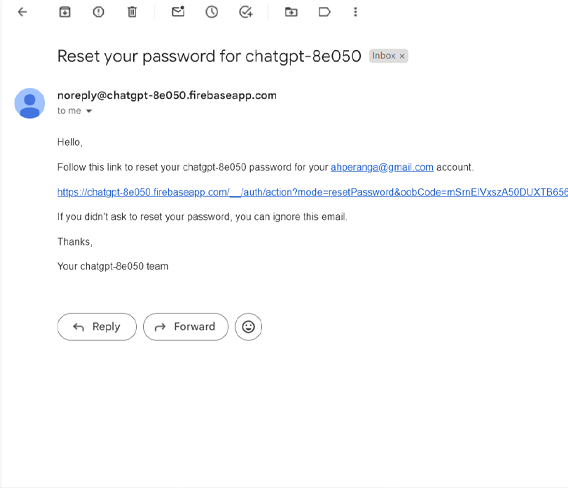 Reset your password for chatgpt-8e050 Inbox ×
noreply@chatgpt-8e050.firebaseapp.com
to me
Hello,
Follow this link to reset your chatgpt-8e050 password for your ahperanga@gmail.com account.
https://chatgpt-8e050.firebaseapp.com/__/auth/action?mode=resetPassword&oobCode=mSrnEIVxszA50DUXTB656
If you didn't ask to reset your password, you can ignore this email.
Thanks,
Your chatgpt-8e050 team
Reply Forward